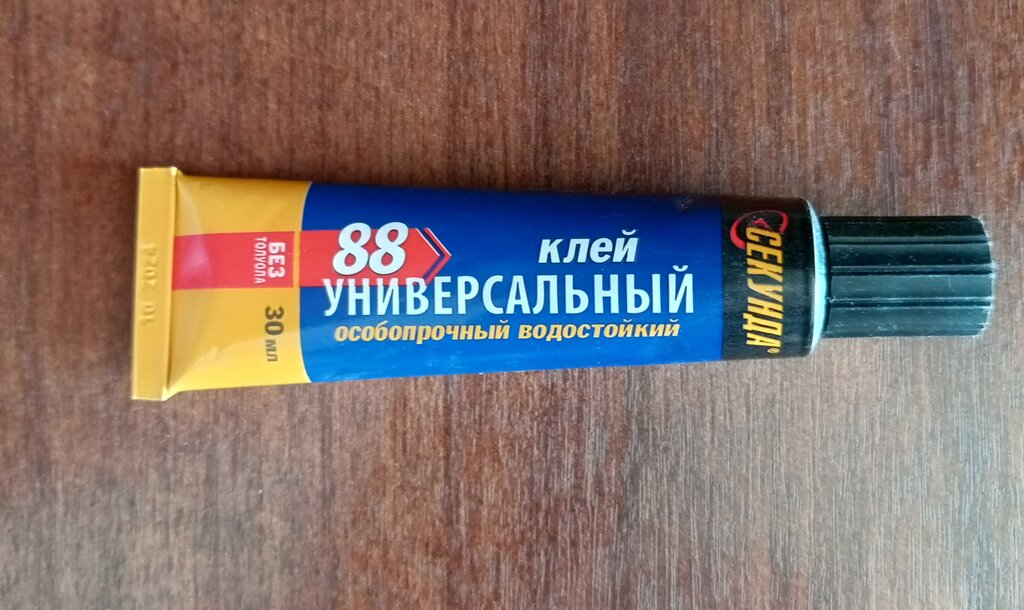 88
клей
УНИВЕРСАЛЬНЫЙ
особопрочный водостойкий
БЕЗ
ТОЛУОЛА
30 мл
СЕКУНДА®